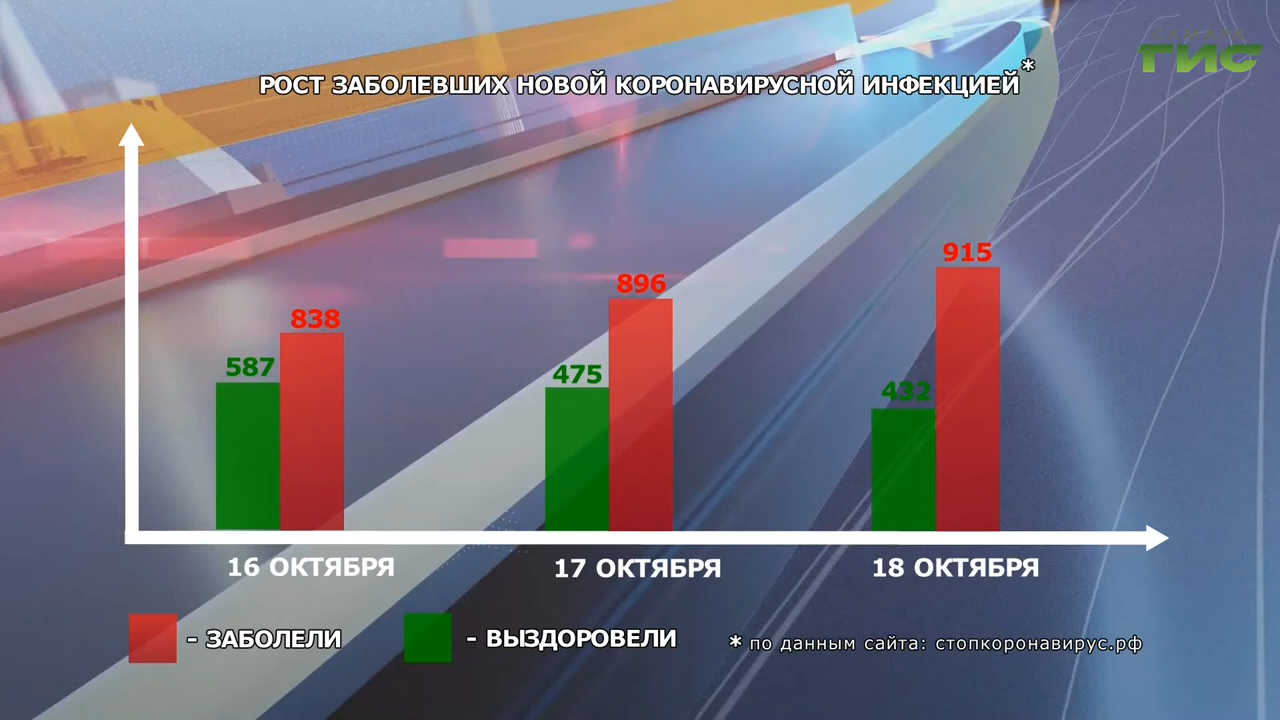 САМАРА
ГИС
РОСТ ЗАБОЛЕВШИХ НОВОЙ КОРОНАВИРУСНОЙ ИНФЕКЦИЕЙ*
587
838
475
896
432
915
16 ОКТЯБРЯ
17 ОКТЯБРЯ
18 ОКТЯБРЯ
- ЗАБОЛЕЛИ
- ВЫЗДОРОВЕЛИ
* по данным сайта: стопкоронавирус.рф